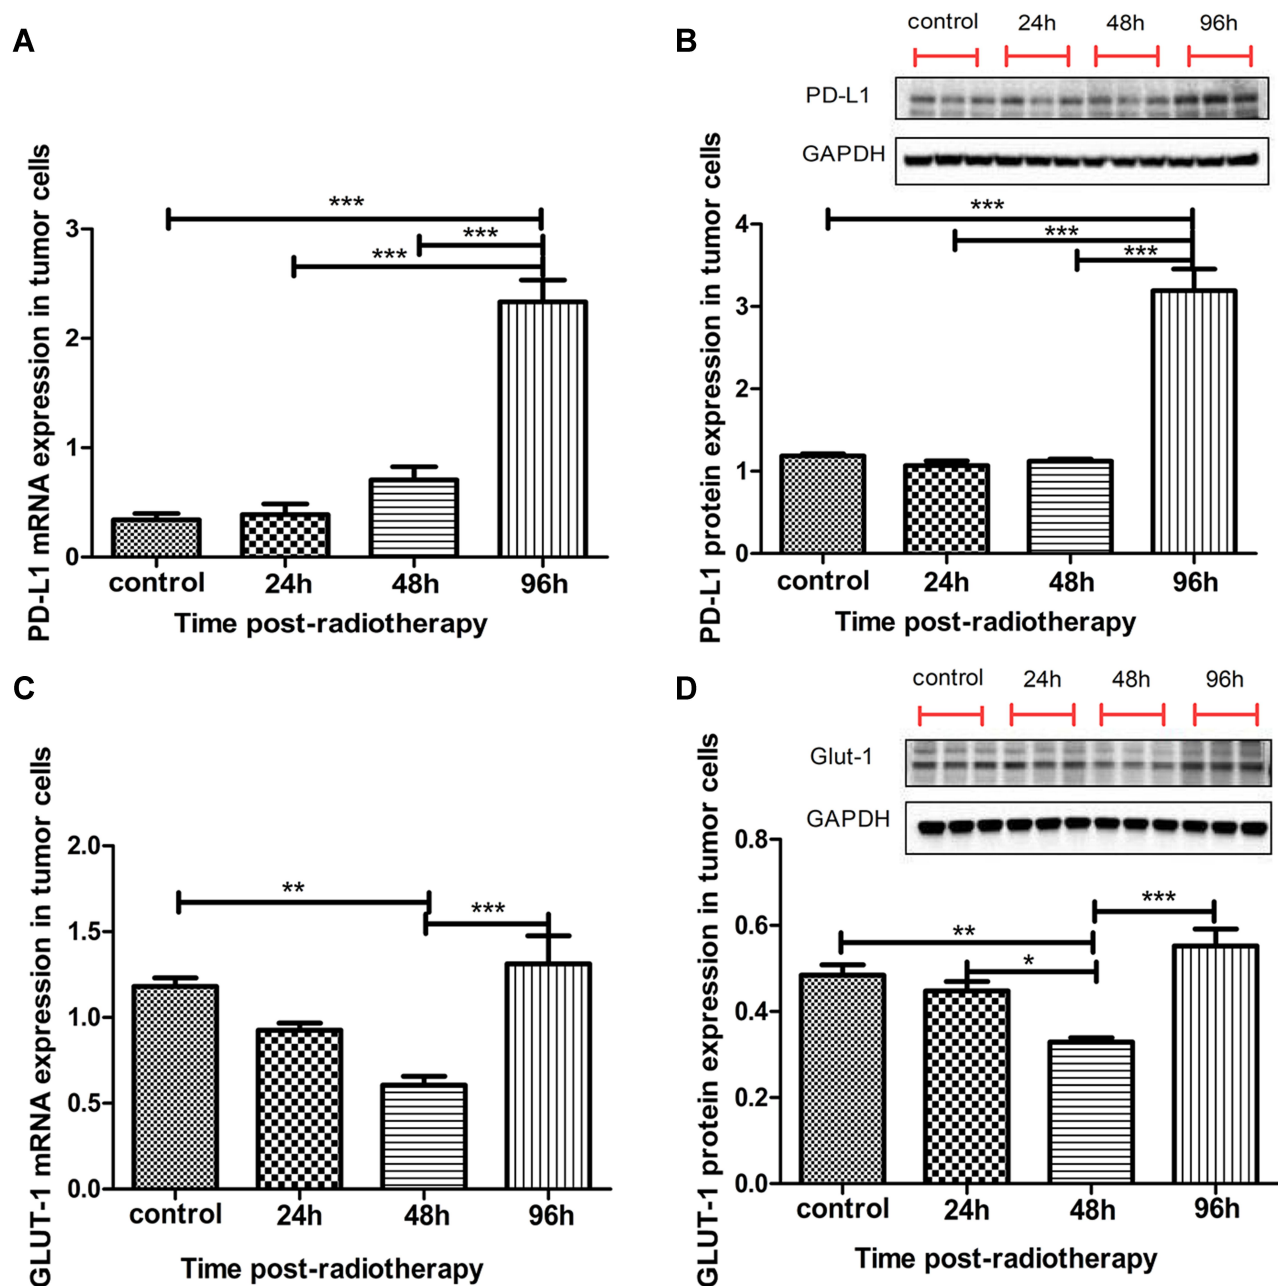 A
PD-L1 mRNA expression in tumor cells
3
2
1
0
***
***
***
control
24h
48h
96h
Time post-radiotherapy
B
control
24h
48h
96h
PD-L1
GAPDH
PD-L1 protein expression in tumor cells
4
3
2
1
0
***
***
***
control
24h
48h
96h
Time post-radiotherapy
C
GLUT-1 mRNA expression in tumor cells
2.0
1.5
1.0
0.5
0.0
**
***
control
24h
48h
96h
Time post-radiotherapy
D
control
24h
48h
96h
Glut-1
GAPDH
GLUT-1 protein expression in tumor cells
0.8
0.6
0.4
0.2
0.0
***
**
*
control
24h
48h
96h
Time post-radiotherapy